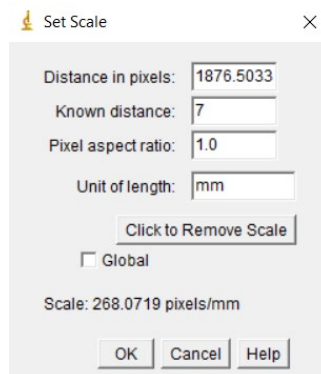 Set Scale
Distance in pixels: 1876.5033
Known distance: 7
Pixel aspect ratio: 1.0
Unit of length: mm
Click to Remove Scale
Global
Scale: 268.0719 pixels/mm
OK Cancel Help